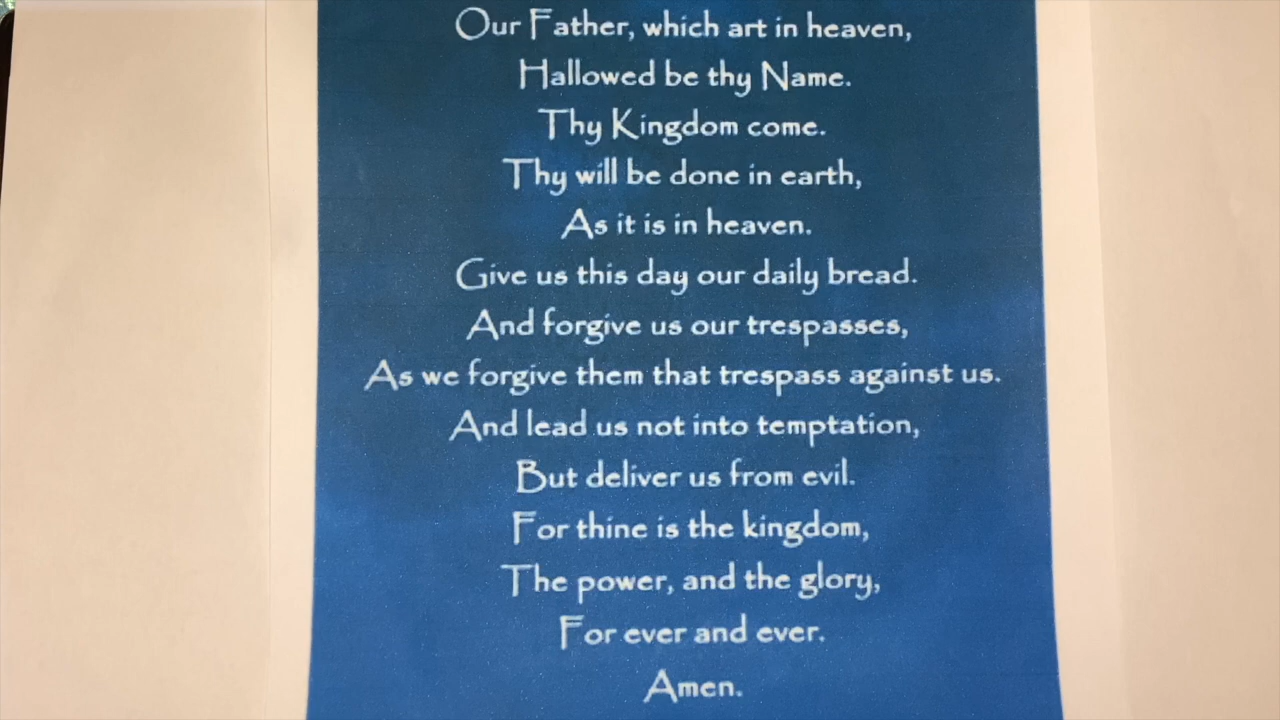 Our Father, which art in heaven,
Hallowed be thy Name.
Thy Kingdom come.
Thy will be done in earth,
As it is in heaven.
Give us this day our daily bread.
And forgive us our trespasses,
As we forgive them that trespass against us.
And lead us not into temptation,
But deliver us from evil.
For thine is the kingdom,
The power, and the glory,
For ever and ever.
Amen.